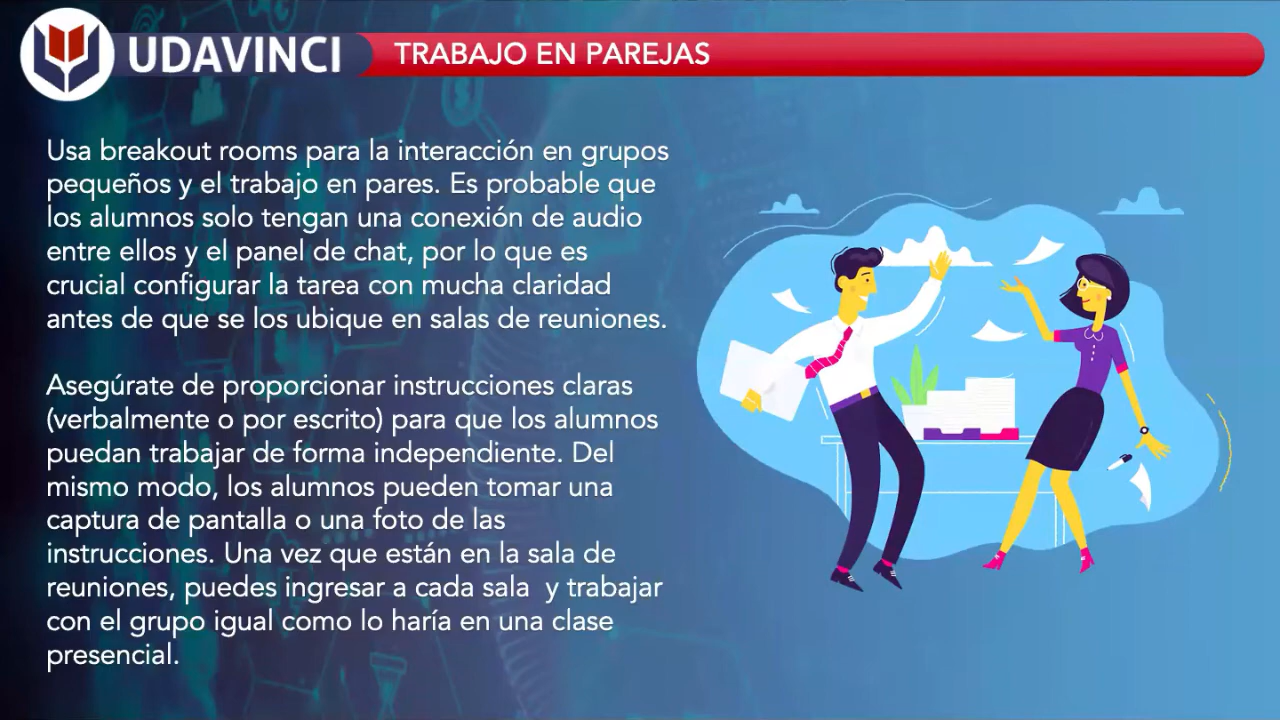 UDAVINCI
TRABAJO EN PAREJAS
Usa breakout rooms para la interacción en grupos
pequeños y el trabajo en pares. Es probable que
los alumnos solo tengan una conexión de audio
entre ellos y el panel de chat, por lo que es
crucial configurar la tarea con mucha claridad
antes de que se los ubique en salas de reuniones.
Asegúrate de proporcionar instrucciones claras
(verbalmente o por escrito) para que los alumnos
puedan trabajar de forma independiente. Del
mismo modo, los alumnos pueden tomar una
captura de pantalla o una foto de las
instrucciones. Una vez que están en la sala de
reuniones, puedes ingresar a cada sala  y trabajar
con el grupo igual como lo haría en una clase
presencial.